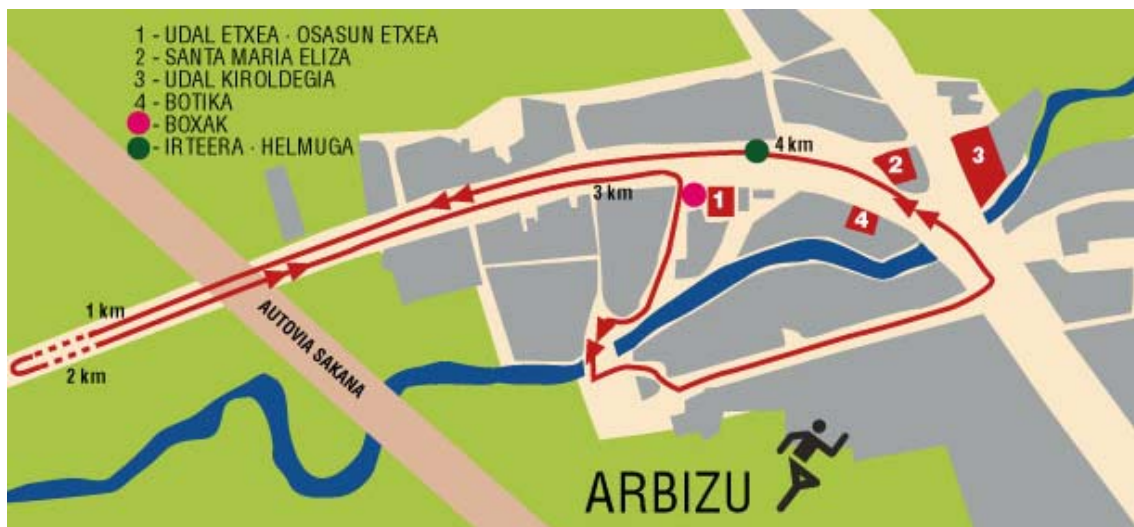 1 - UDAL ETXEA · OSASUN ETXEA
2 - SANTA MARIA ELIZA
3 - UDAL KIROLDEGIA
4 - BOTIKA
- BOXAK
- IRTEERA · HELMUGA
4 km
2
3
3 km
1
4
1 km
2 km
AUTOVIA SAKANA
ARBIZU